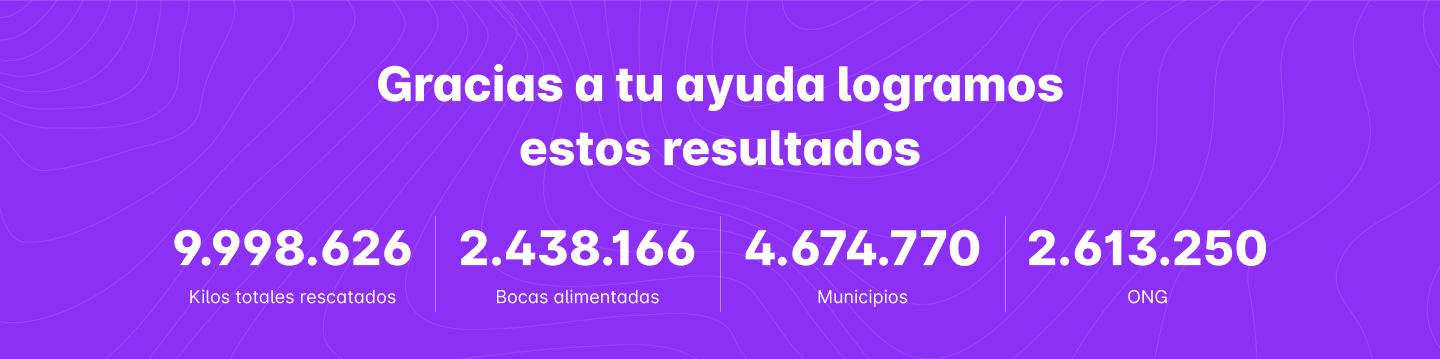 Gracias a tu ayuda logramos
estos resultados
9.998.626
Kilos totales rescatados
2.438.166
Bocas alimentadas
4.674.770
Municipios
2.613.250
ONG